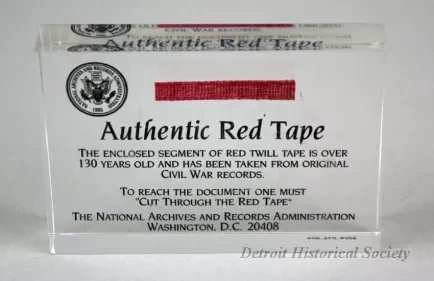 Authentic Red Tape
The enclosed segment of red twill tape is over
130 years old and has been taken from original
Civil War records.
To reach the document one must
"Cut Through the Red Tape"
The National Archives and Records Administration
Washington, D.C. 20408
Detroit Historical Society